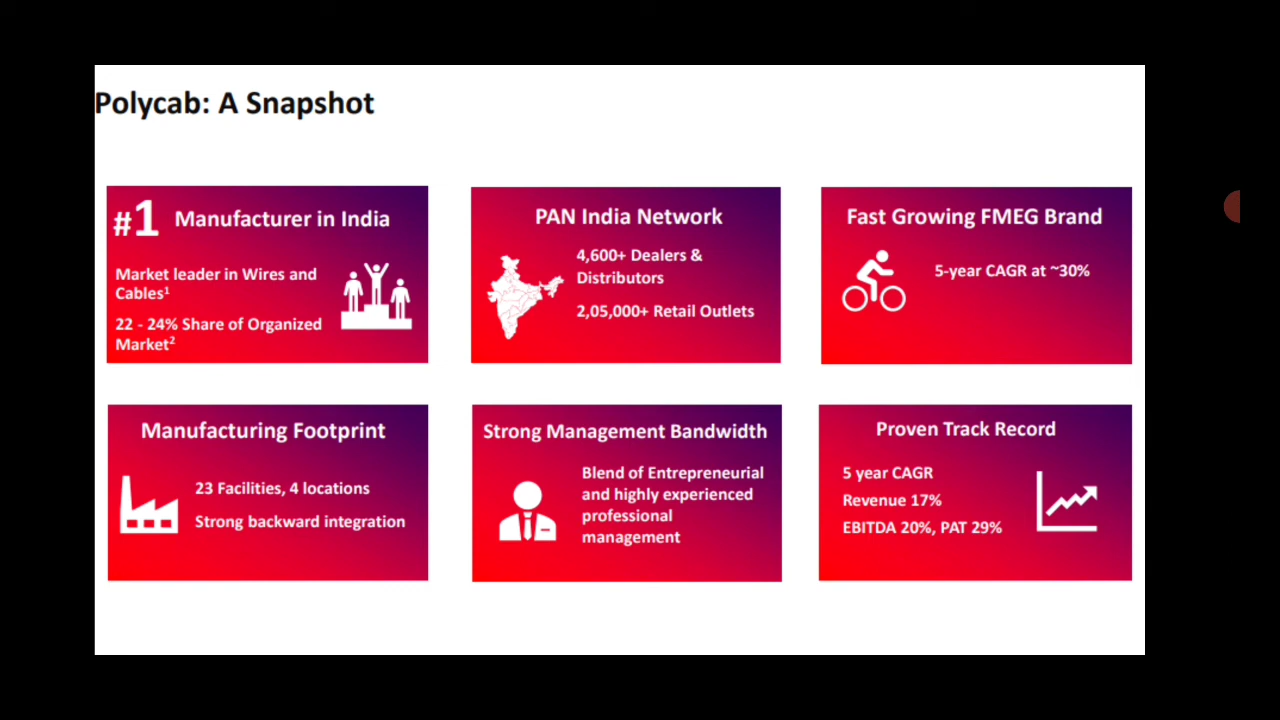 Polycab: A Snapshot
#1 Manufacturer in India
Market leader in Wires and
Cables¹
22 - 24% Share of Organized
Market²
PAN India Network
4,600+ Dealers &
Distributors
2,05,000+ Retail Outlets
Fast Growing FMEG Brand
5-year CAGR at ~30%
Manufacturing Footprint
23 Facilities, 4 locations
Strong backward integration
Strong Management Bandwidth
Blend of Entrepreneurial
and highly experienced
professional
management
Proven Track Record
5 year CAGR
Revenue 17%
EBITDA 20%, PAT 29%